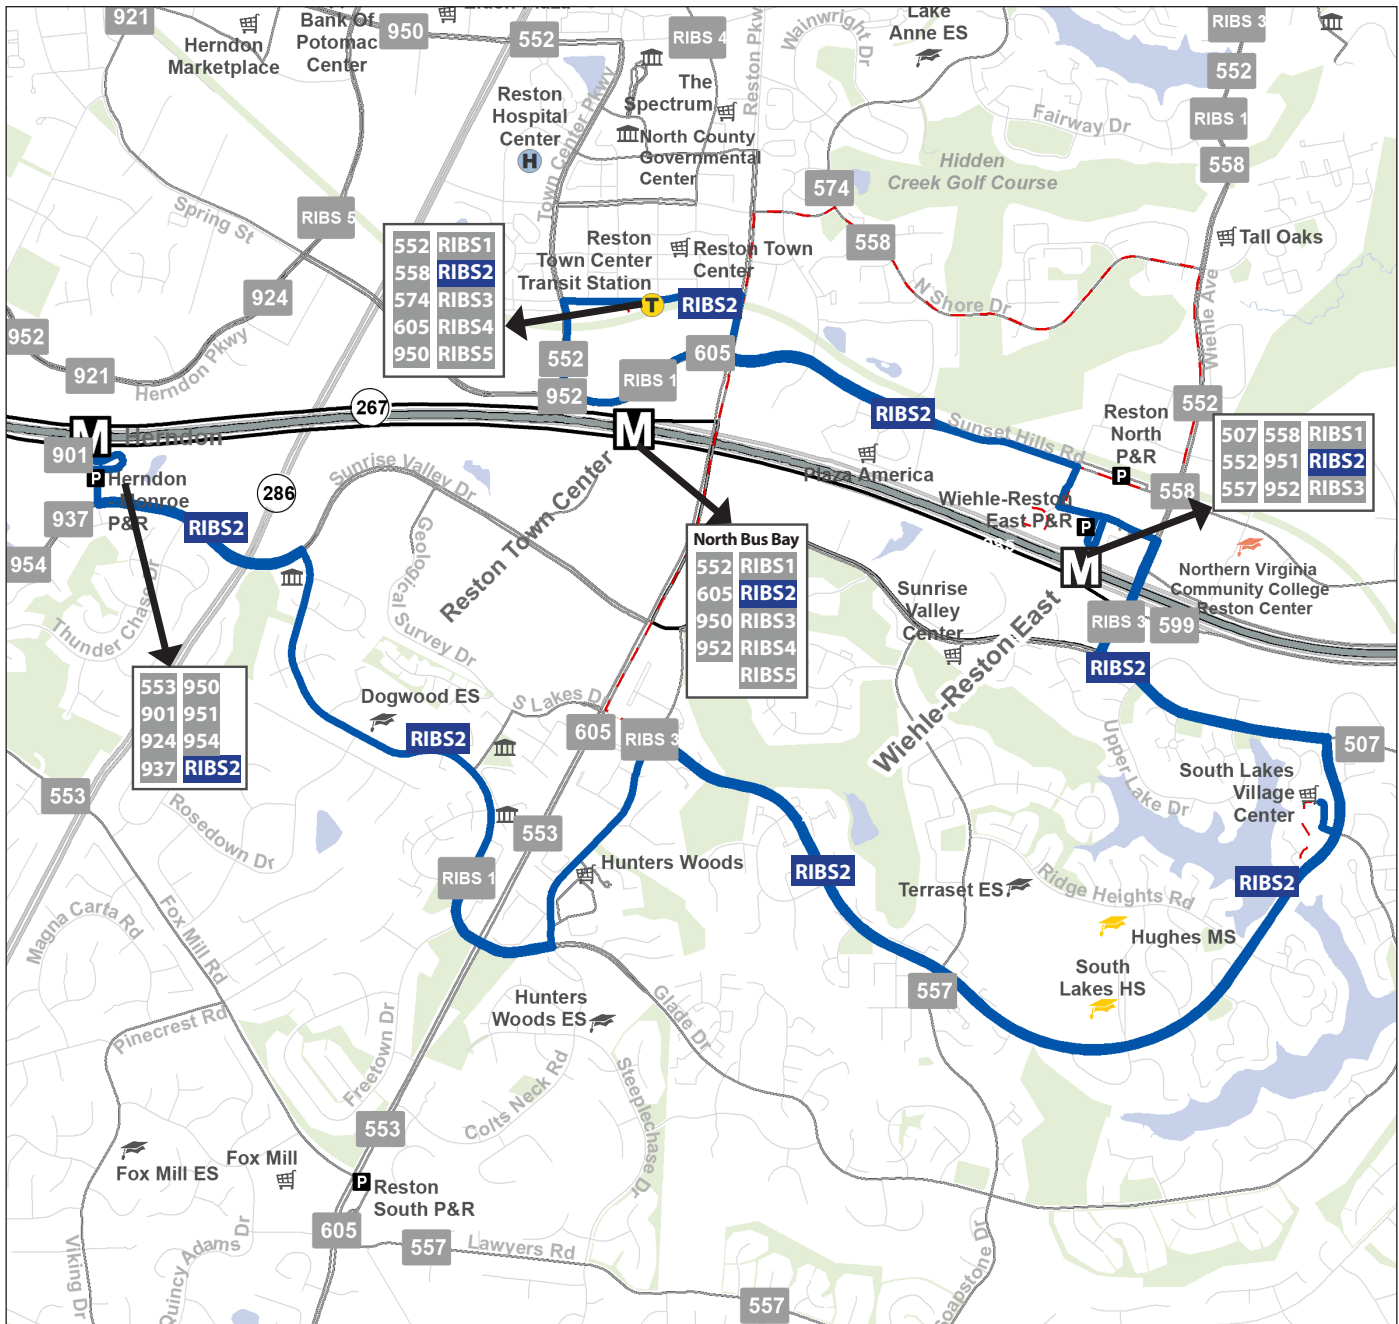 921
Herndon
Marketplace
Bank Of
Potomac
Center
950
552
RIBS 4
Reston Pkwy
Wainwright Dr
Lake
Anne ES
RIBS 3
552
RIBS 1
558
The
Spectrum
Reston
Hospital
Center
H
Town Center Pkwy
North County
Governmental
Center
Fairway Dr
Hidden
Creek Golf Course
574
558
Tall Oaks
Spring St
RIBS 5
924
952
921
Herndon Pkwy
552 RIBS1
558 RIBS2
574 RIBS3
605 RIBS4
950 RIBS5
Reston
Town Center
Transit Station
T
Reston Town
Center
RIBS2
N Shore Dr
Wiehle Ave
552
952
RIBS 1
605
267
M
Herndon
901
P
Herndon
Monroe
P&R
937
954
RIBS2
286
Sunrise Valley Dr
M
Reston Town Center
RIBS2
Sunset Hills Rd
Plaza America
Reston
North
P&R
P
552
558
507 558 RIBS1
552 951 RIBS2
557 952 RIBS3
Wiehle-Reston
East P&R
P
M
Wiehle-Reston East
Northern Virginia
Community College
Reston Center
North Bus Bay
552 RIBS1
605 RIBS2
950 RIBS3
952 RIBS4
RIBS5
Sunrise
Valley
Center
RIBS 3
599
RIBS2
Geological Survey Dr
Thunder Chase Dr
553 950
901 951
924 954
937 RIBS2
Dogwood ES
RIBS2
S Lakes Dr
605
RIBS 3
507
South Lakes
Village
Center
Upper Lake Dr
553
Rosedown Dr
553
RIBS 1
Hunters Woods
RIBS2
Terraset ES
Ridge Heights Rd
RIBS2
Hughes MS
South
Lakes HS
557
Magna Carta Rd
Fox Mill Rd
Hunters
Woods ES
Glade Dr
Pinecrest Rd
Freetown Dr
Colts Neck Rd
Steeplechase Dr
553
Fox Mill ES
Fox Mill
P
Reston
South P&R
605
557
Lawyers Rd
557
Viking Dr
Quincy Adams Dr
Soapstone Dr